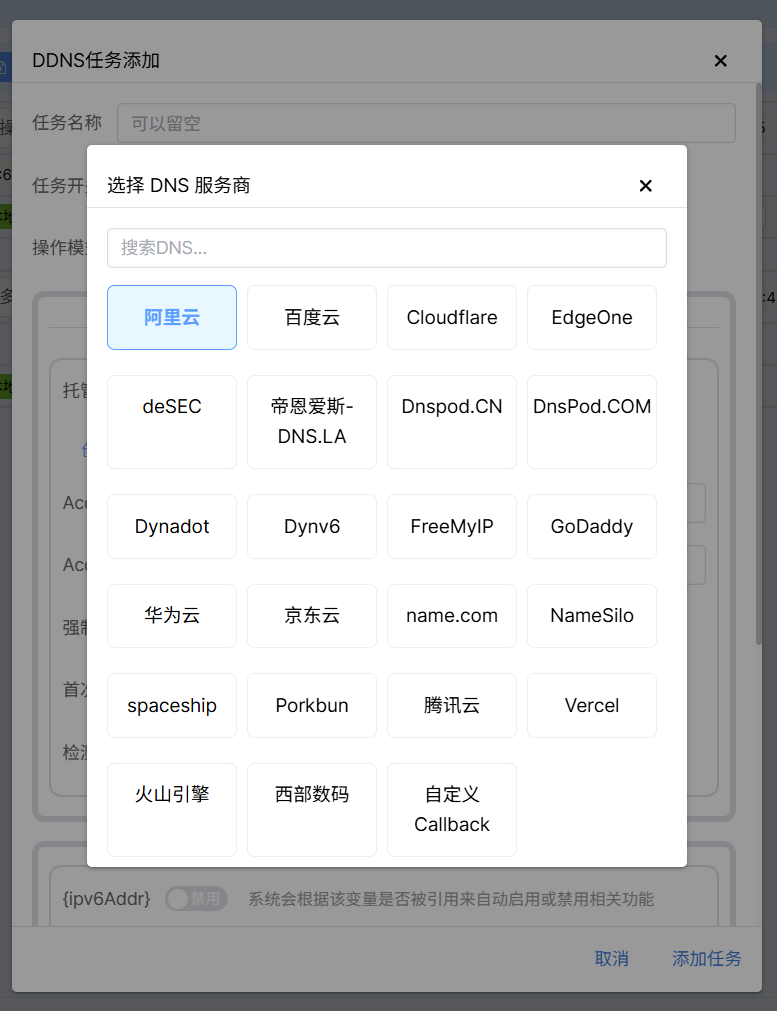 DDNS任务添加
任务名称
可以留空
任务开
操作模
选择 DNS 服务商
搜索DNS...
阿里云
百度云
Cloudflare
EdgeOne
deSEC
帝恩爱斯-
DNS.LA
Dnspod.CN
DnsPod.COM
Dynadot
Dynv6
FreeMyIP
GoDaddy
华为云
京东云
name.com
NameSilo
spaceship
Porkbun
腾讯云
Vercel
火山引擎
西部数码
自定义
Callback
托管
Acc
Acc
强制
首次
检测
{ipv6Addr}
禁用
系统会根据该变量是否被引用来自动启用或禁用相关功能
取消
添加任务